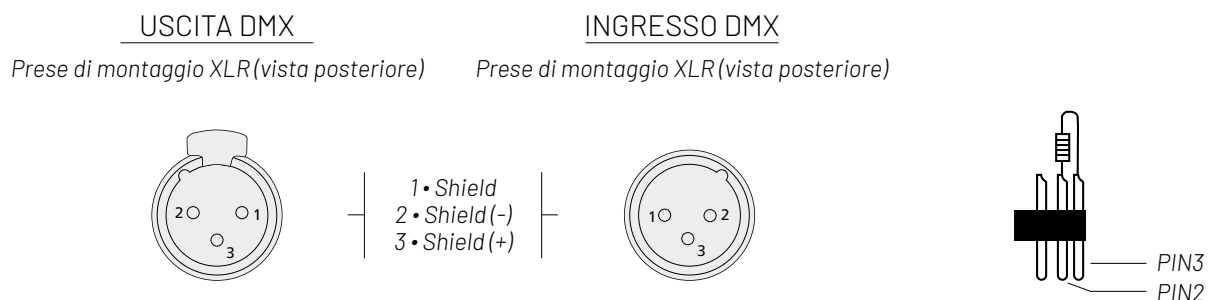 USCITA DMX
Prese di montaggio XLR (vista posteriore)
INGRESSO DMX
Prese di montaggio XLR (vista posteriore)
2 1
3
1 • Shield
2 • Shield (-)
3 • Shield (+)
1 2
3
PIN3
PIN2